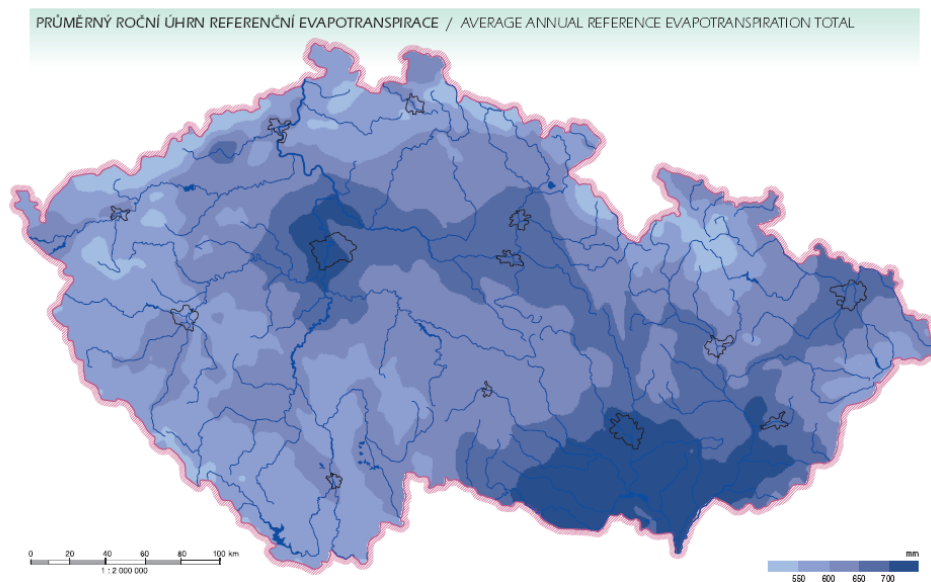 PRŮMĚRNÝ ROČNÍ ÚHRN REFERENČNÍ EVAPOTRANSPIRACE / AVERAGE ANNUAL REFERENCE EVAPOTRANSPIRATION TOTAL
0 20 40 60 80 100 km
1 : 2 000 000
mm
550 600 650 700